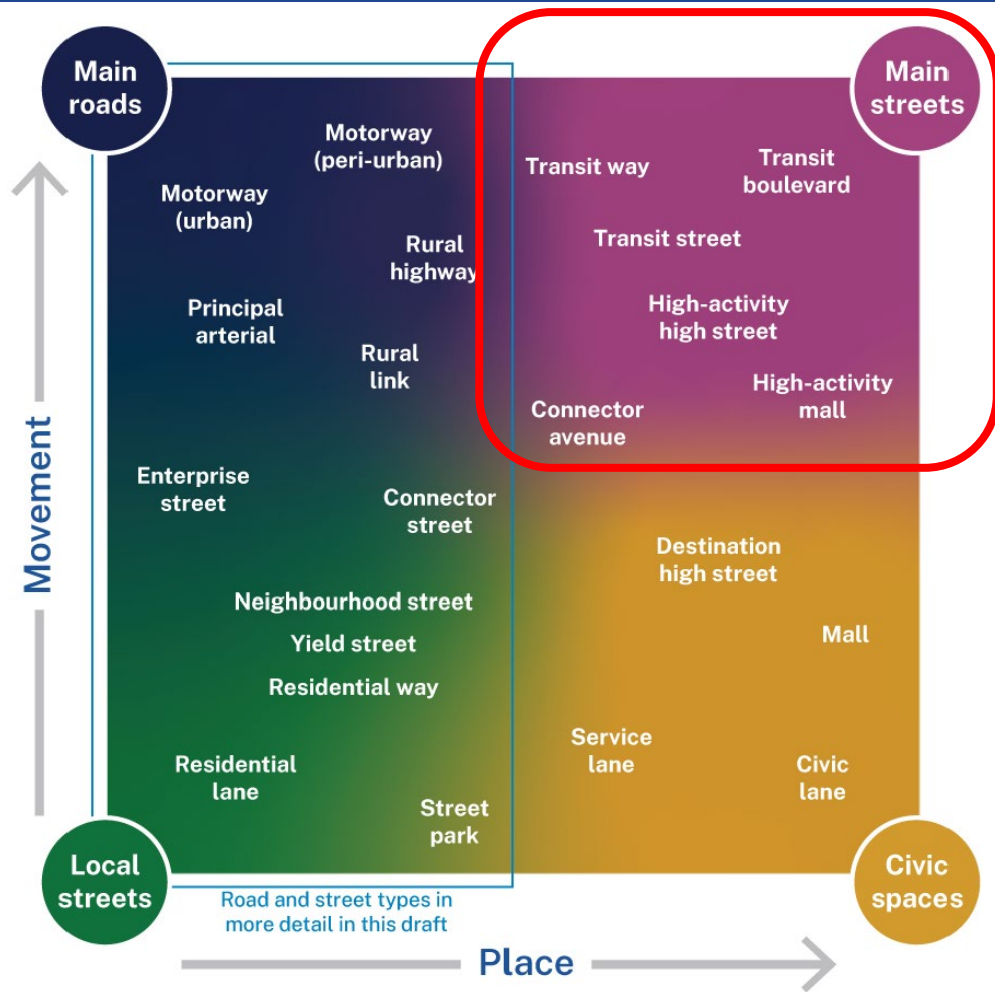 Main
roads
Main
streets
Motorway
(peri-urban)
Transit way
Transit
boulevard
Motorway
(urban)
Rural
highway
Transit street
Principal
arterial
High-activity
high street
Rural
link
High-activity
mall
Connector
avenue
Movement
Enterprise
street
Connector
street
Destination
high street
Neighbourhood street
Yield street
Mall
Residential way
Service
lane
Residential
lane
Civic
lane
Street
park
Local
streets
Civic
spaces
Road and street types in
more detail in this draft
Place